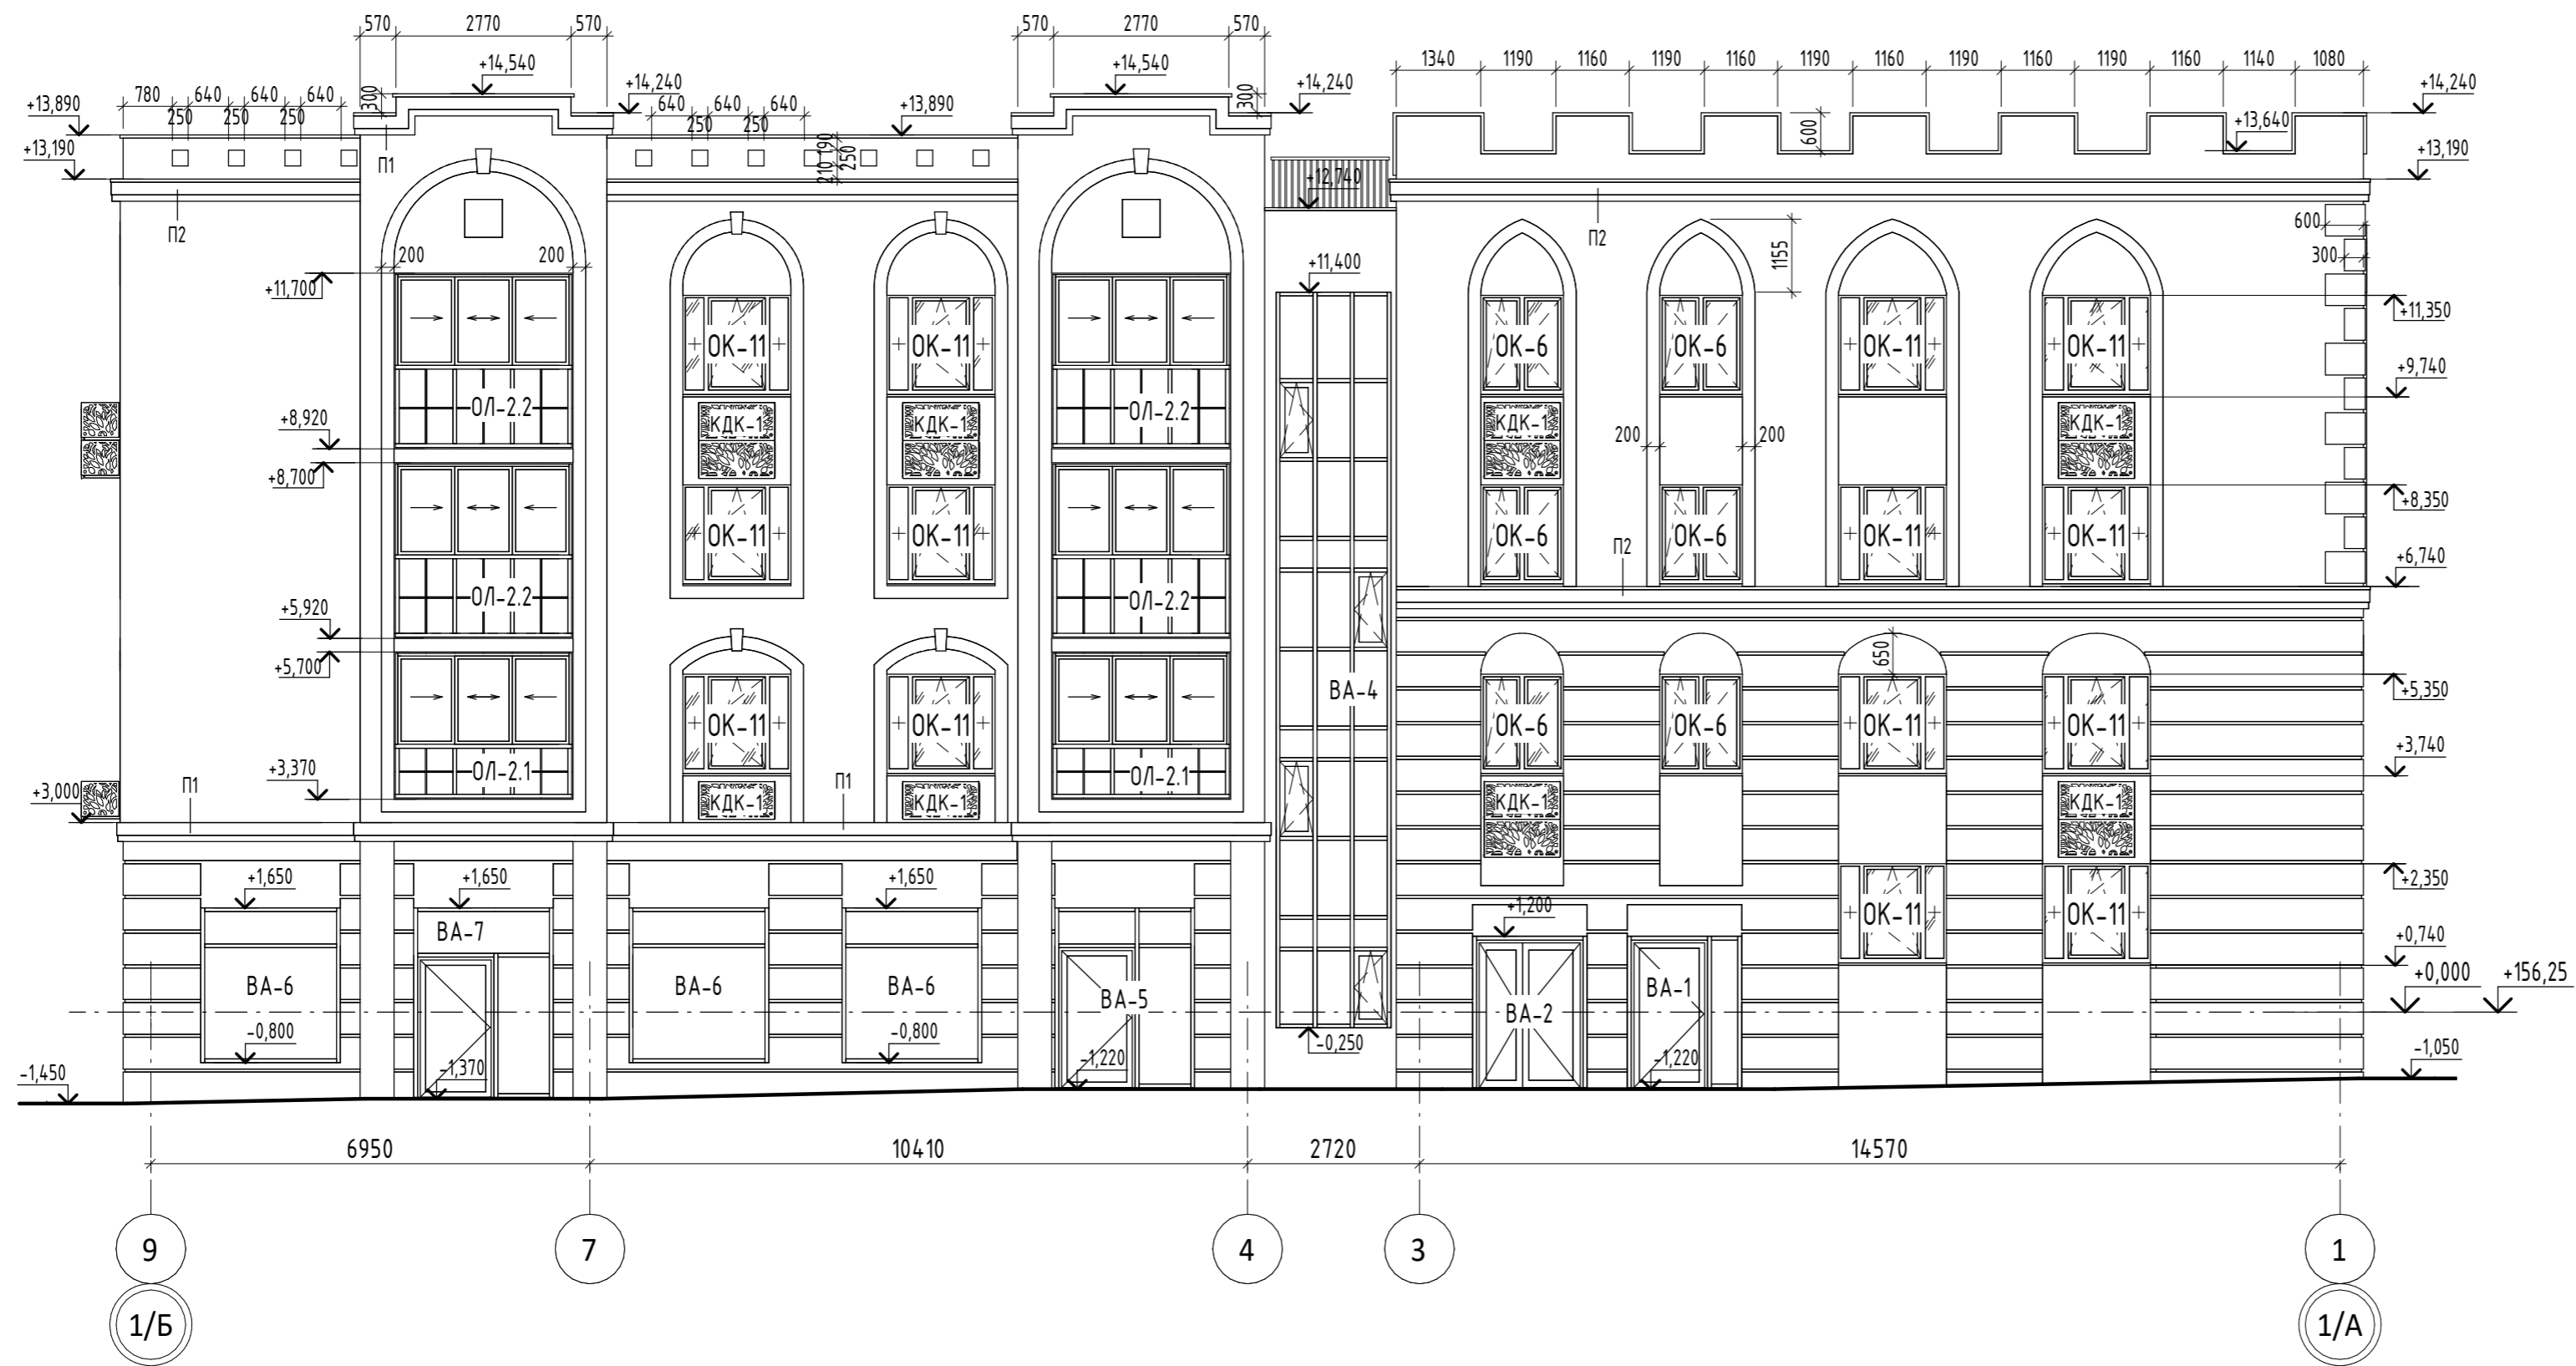 570 2770 570 570 2770 570
1340 1190 1160 1190 1160 1190 1160 1190 1160 1190 1160 1140 1080
+14,540 +14,540
+14,240 +14,240 +14,240
300 300
+13,890 780 640 640 640 640 640 640 +13,890
250 250 250 250 250
600 +13,640
+13,190 П1 210 190 250 +13,190
+12,740
П2 П2 600
200 200 1155 300
+11,700 +11,400 +11,350
ОК-11 ОК-11 ОК-6 ОК-6 ОК-11 ОК-11
+9,740
ОЛ-2.2 ОЛ-2.2
+8,920 КДК-1 КДК-1 КДК-1 КДК-1
200 200
+8,700 +8,350
ОК-11 ОК-11 ОК-6 ОК-6 ОК-11 ОК-11
П2
+6,740
ОЛ-2.2 ОЛ-2.2
+5,920
650
+5,700 +5,350
ВА-4
ОК-11 ОК-11 ОК-6 ОК-6 ОК-11 ОК-11
+3,740
+3,370 ОЛ-2.1 ОЛ-2.1
+3,000 П1 П1
КДК-1 КДК-1 КДК-1 КДК-1
+1,650 +1,650 +1,650 +2,350
+1,200 ОК-11 ОК-11
ВА-7
+0,740
ВА-6 ВА-6 ВА-6 ВА-5 ВА-2 ВА-1 +0,000 +156,25
-0,800 -0,800 -0,250
-1,370 -1,220 -1,220
-1,450 -1,050
6950 10410 2720 14570
9 7 4 3 1
1/Б 1/А